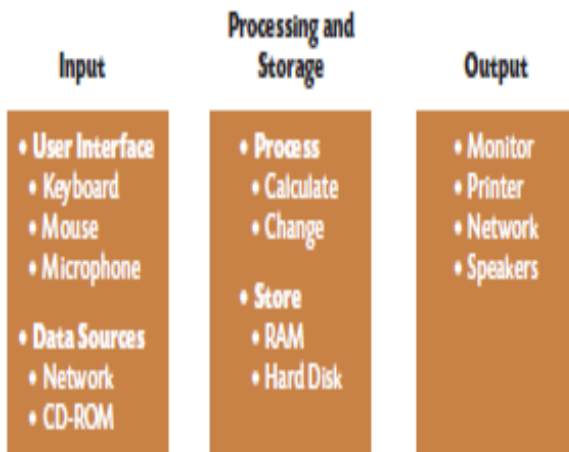 Input
• User Interface
• Keyboard
• Mouse
• Microphone
• Data Sources
• Network
• CD-ROM
Processing and
Storage
• Process
• Calculate
• Change
• Store
• RAM
• Hard Disk
Output
• Monitor
• Printer
• Network
• Speakers